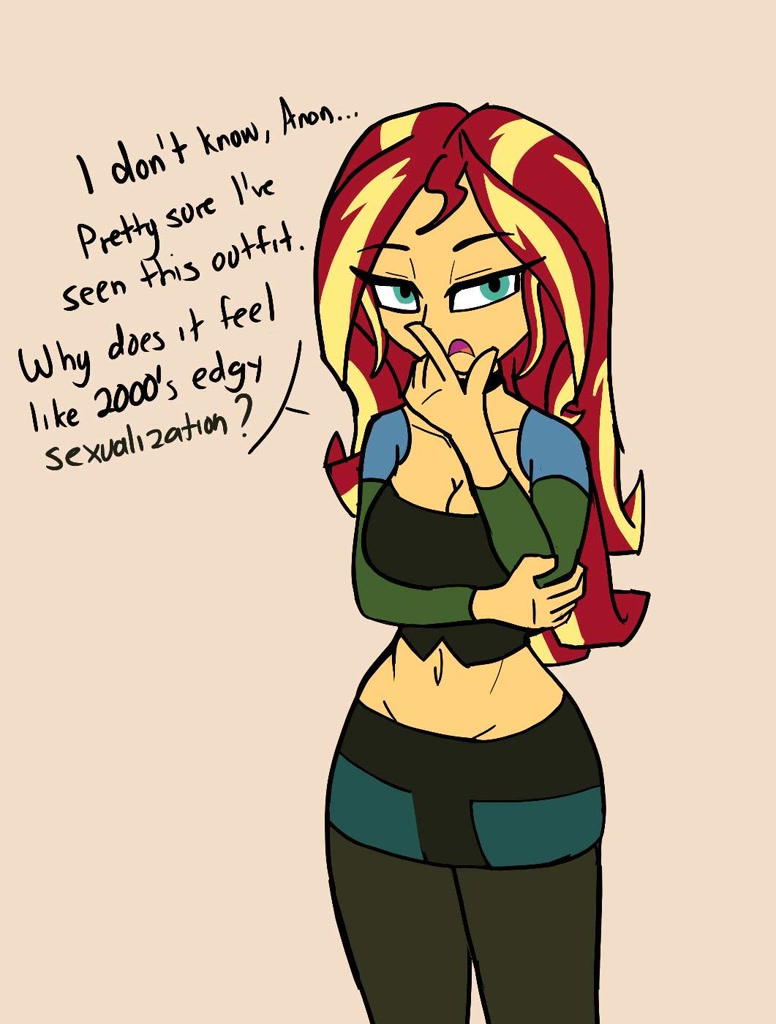 I don't know, Anon...
Pretty sure I've
seen this outfit.
Why does it feel
like 2000's edgy
sexualization?